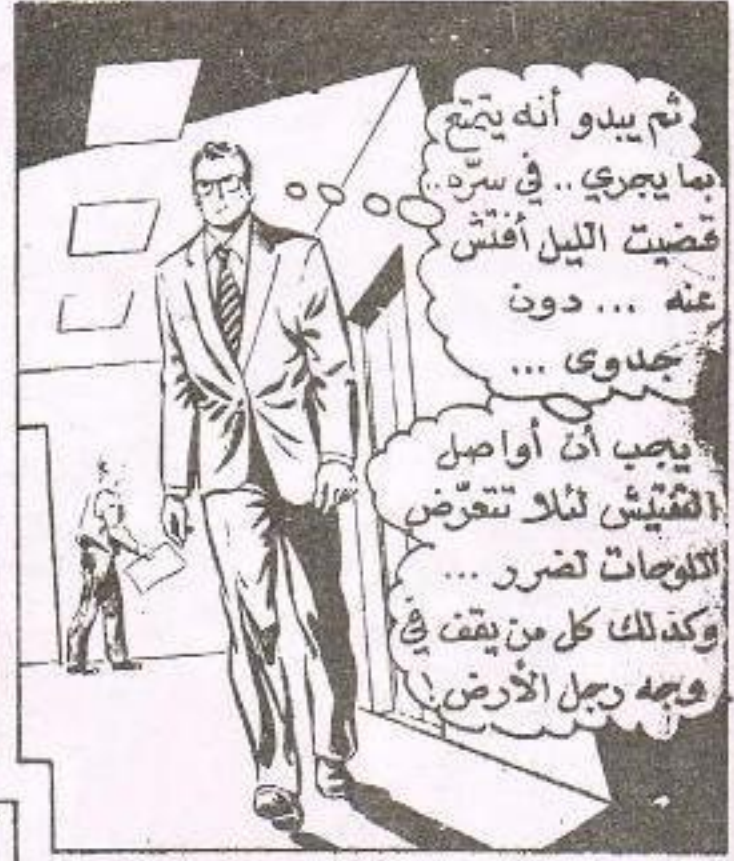 ثم يبدو أنه يتمتع
بما يجري .. في سرّه ..
قضيت الليل أفتش
عنه ... دون
جدوى ...
يجب أن أواصل
التفتيش لئلا تتعرّض
اللوحات لضرر ...
وكذلك كل من يقف في
وجه رجل الأرض !